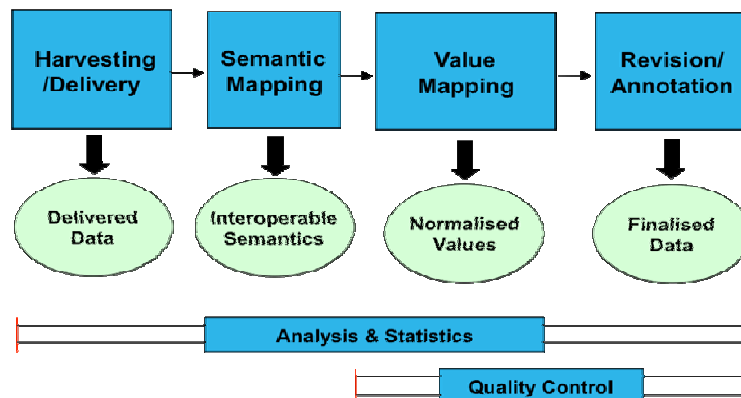 Harvesting
/Delivery
Semantic
Mapping
Value
Mapping
Revision/
Annotation
Delivered
Data
Interoperable
Semantics
Normalised
Values
Finalised
Data
Analysis & Statistics
Quality Control